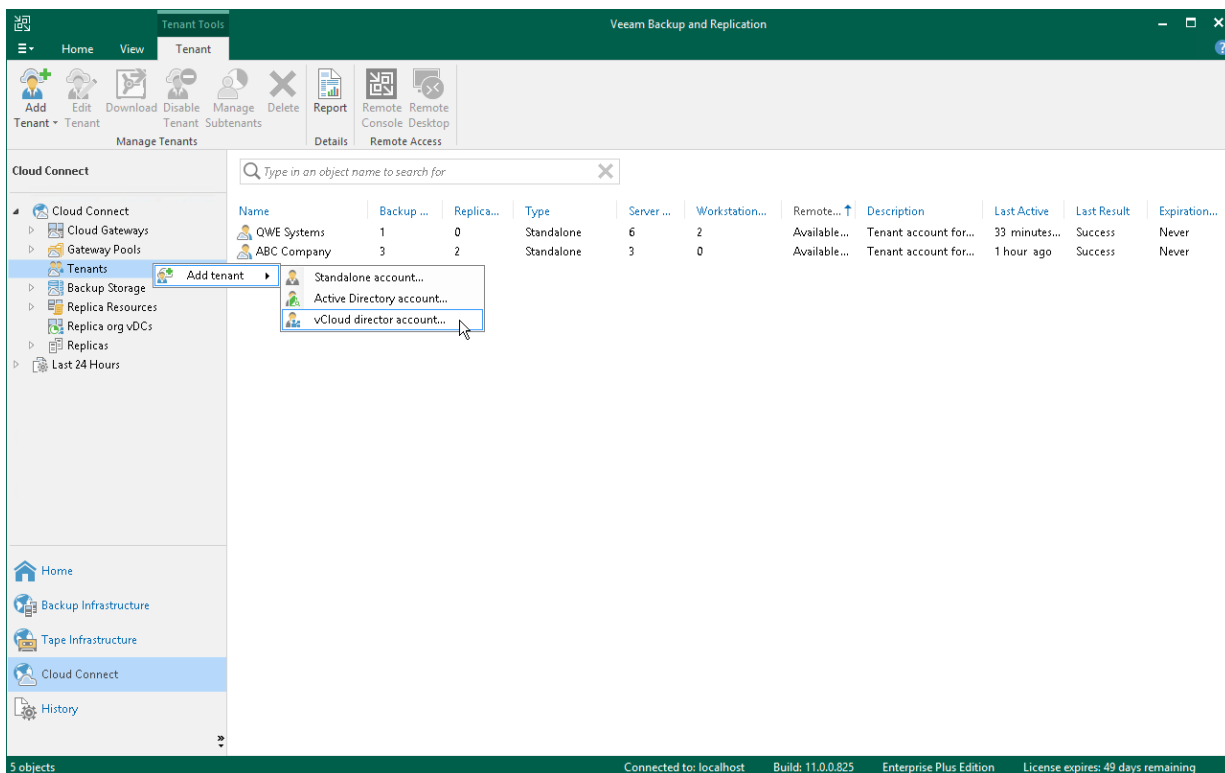 Tenant Tools
Veeam Backup and Replication
Home View Tenant
Add Tenant
Edit Tenant
Download
Disable Tenant
Manage Subtenants
Delete
Report
Remote Console
Remote Desktop
Manage Tenants
Details
Remote Access
Cloud Connect
Type in an object name to search for
Cloud Connect
Cloud Gateways
Gateway Pools
Tenants
Backup Storage
Replica Resources
Replica org vDCs
Replicas
Last 24 Hours
Name Backup ... Replica... Type Server ... Workstation... Remote... Description Last Active Last Result Expiration...
QWE Systems 1 0 Standalone 6 2 Available... Tenant account for... 33 minutes... Success Never
ABC Company 3 2 Standalone 3 0 Available... Tenant account for... 1 hour ago Success Never
Add tenant
Standalone account...
Active Directory account...
vCloud director account...
Home
Backup Infrastructure
Tape Infrastructure
Cloud Connect
History
5 objects
Connected to: localhost
Build: 11.0.0.825
Enterprise Plus Edition
License expires: 49 days remaining